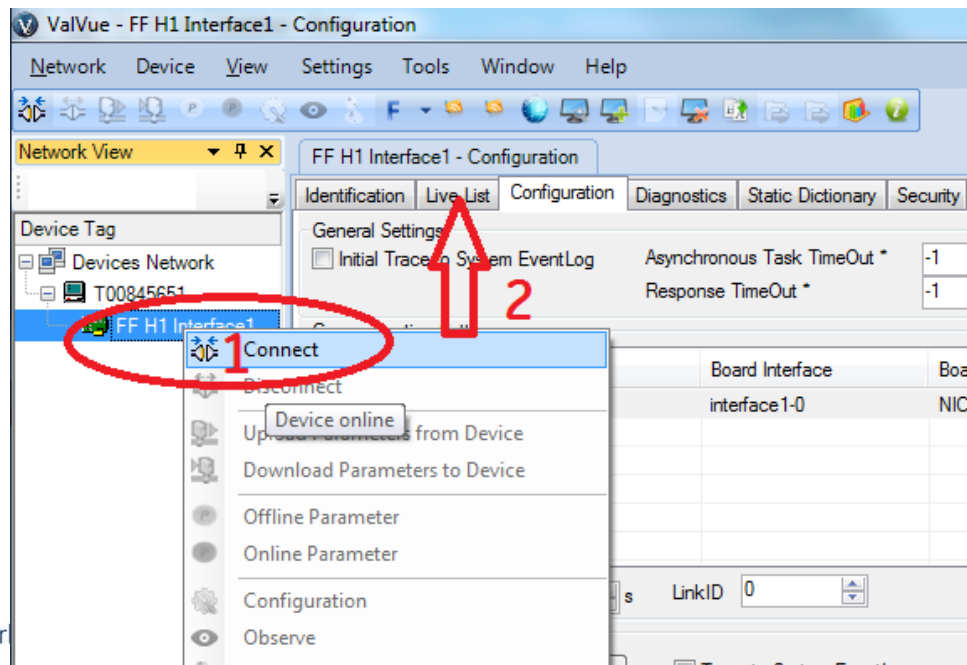 ValVue - FF H1 Interface1 - Configuration
Network Device View Settings Tools Window Help
F
Network View
FF H1 Interface1 - Configuration
Identification Live List Configuration Diagnostics Static Dictionary Security
Device Tag
General Settings
Devices Network
Initial Trace to System EventLog
Asynchronous Task TimeOut * -1
T00845651
Response TimeOut * -1
2
FF H1 Interface1
1
Connect
Board Interface
Disconnect
interface1-0 NIC
Device online
Upload Parameters from Device
Download Parameters to Device
Offline Parameter
Online Parameter
Configuration
s LinkID 0
Observe